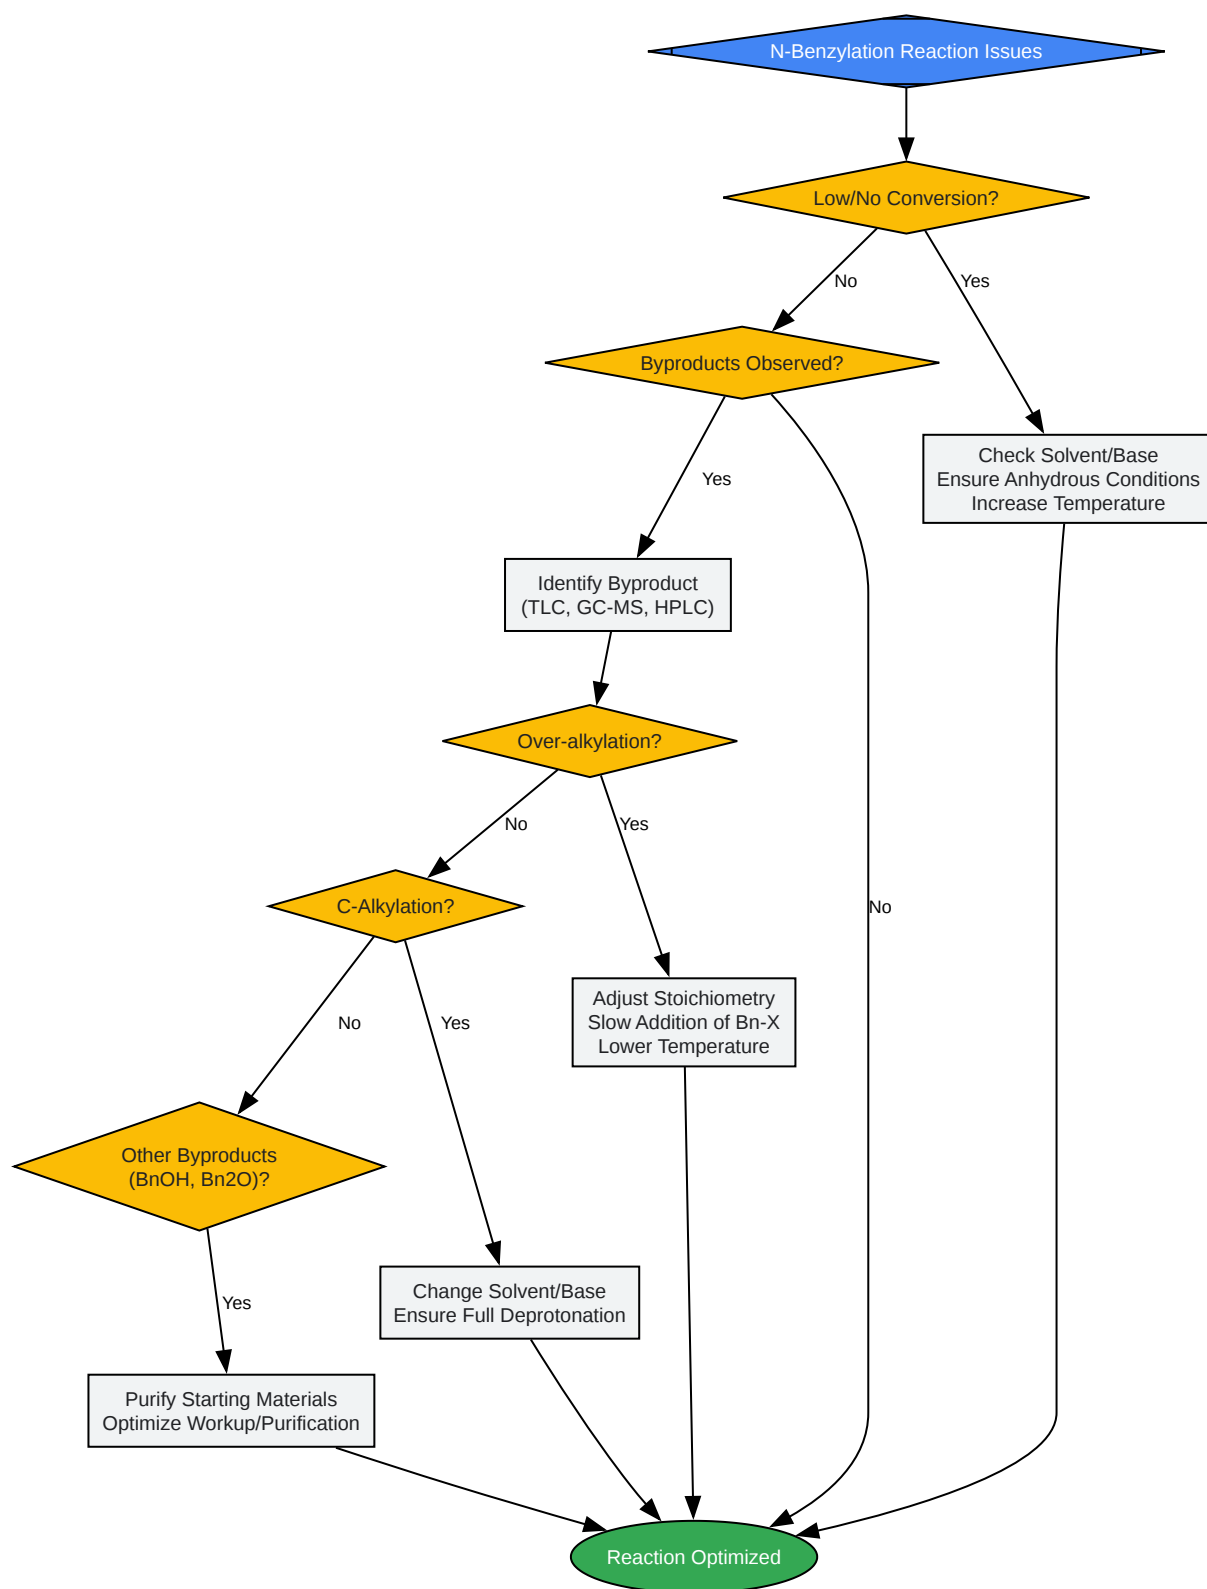 N-Benzylation Reaction Issues
Low/No Conversion?
No
Yes
Byproducts Observed?
Check Solvent/Base
Ensure Anhydrous Conditions
Increase Temperature
Yes
Identify Byproduct
(TLC, GC-MS, HPLC)
Over-alkylation?
No
Yes
C-Alkylation?
No
Adjust Stoichiometry
Slow Addition of Bn-X
Lower Temperature
No
Yes
Other Byproducts
(BnOH, Bn2O)?
Change Solvent/Base
Ensure Full Deprotonation
Yes
Purify Starting Materials
Optimize Workup/Purification
Reaction Optimized